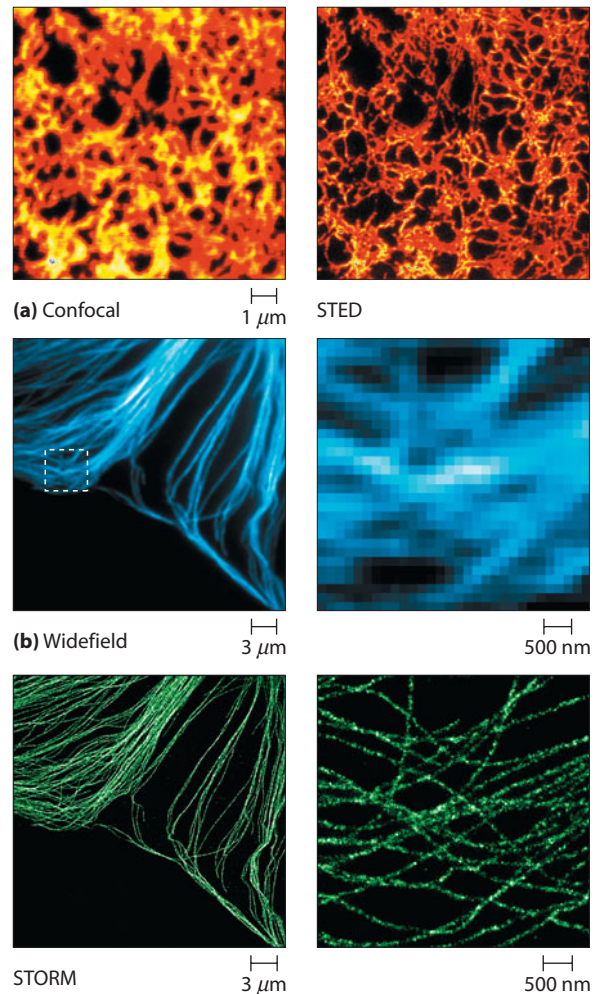 (a) Confocal
1 μm
STED
(b) Widefield
3 μm
500 nm
STORM
3 μm
500 nm